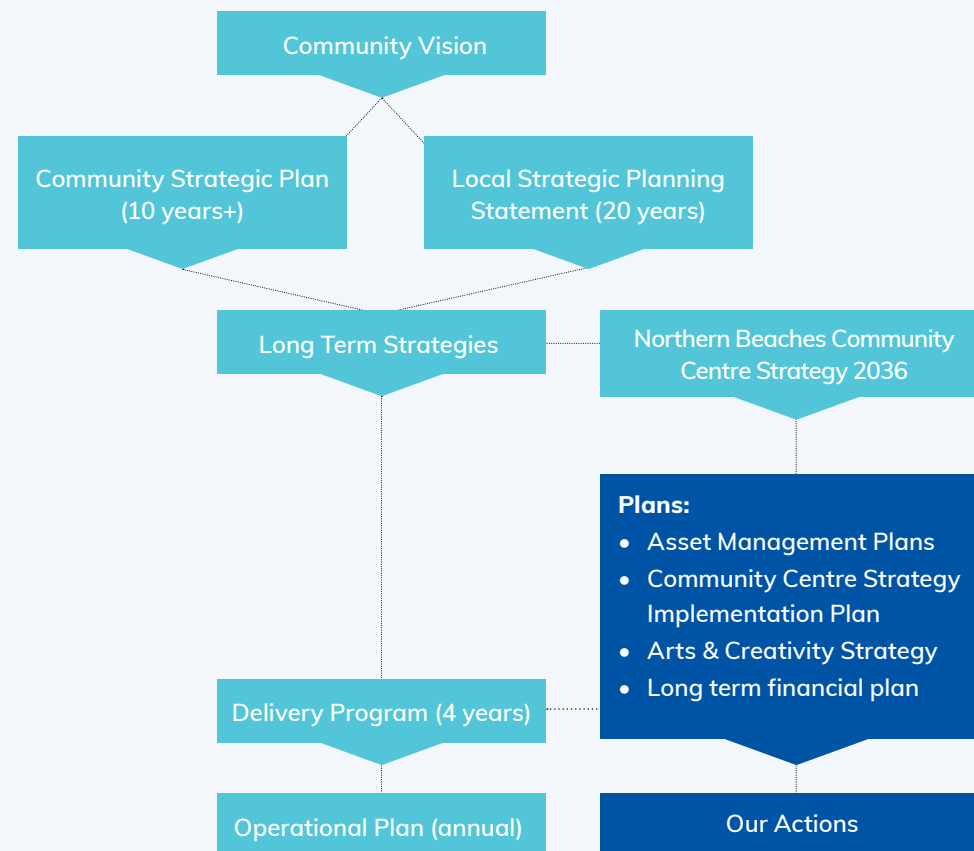 Community Vision
Community Strategic Plan
(10 years+)
Local Strategic Planning
Statement (20 years)
Long Term Strategies
Northern Beaches Community
Centre Strategy 2036
Plans:
• Asset Management Plans
• Community Centre Strategy
Implementation Plan
• Arts & Creativity Strategy
• Long term financial plan
Delivery Program (4 years)
Operational Plan (annual)
Our Actions